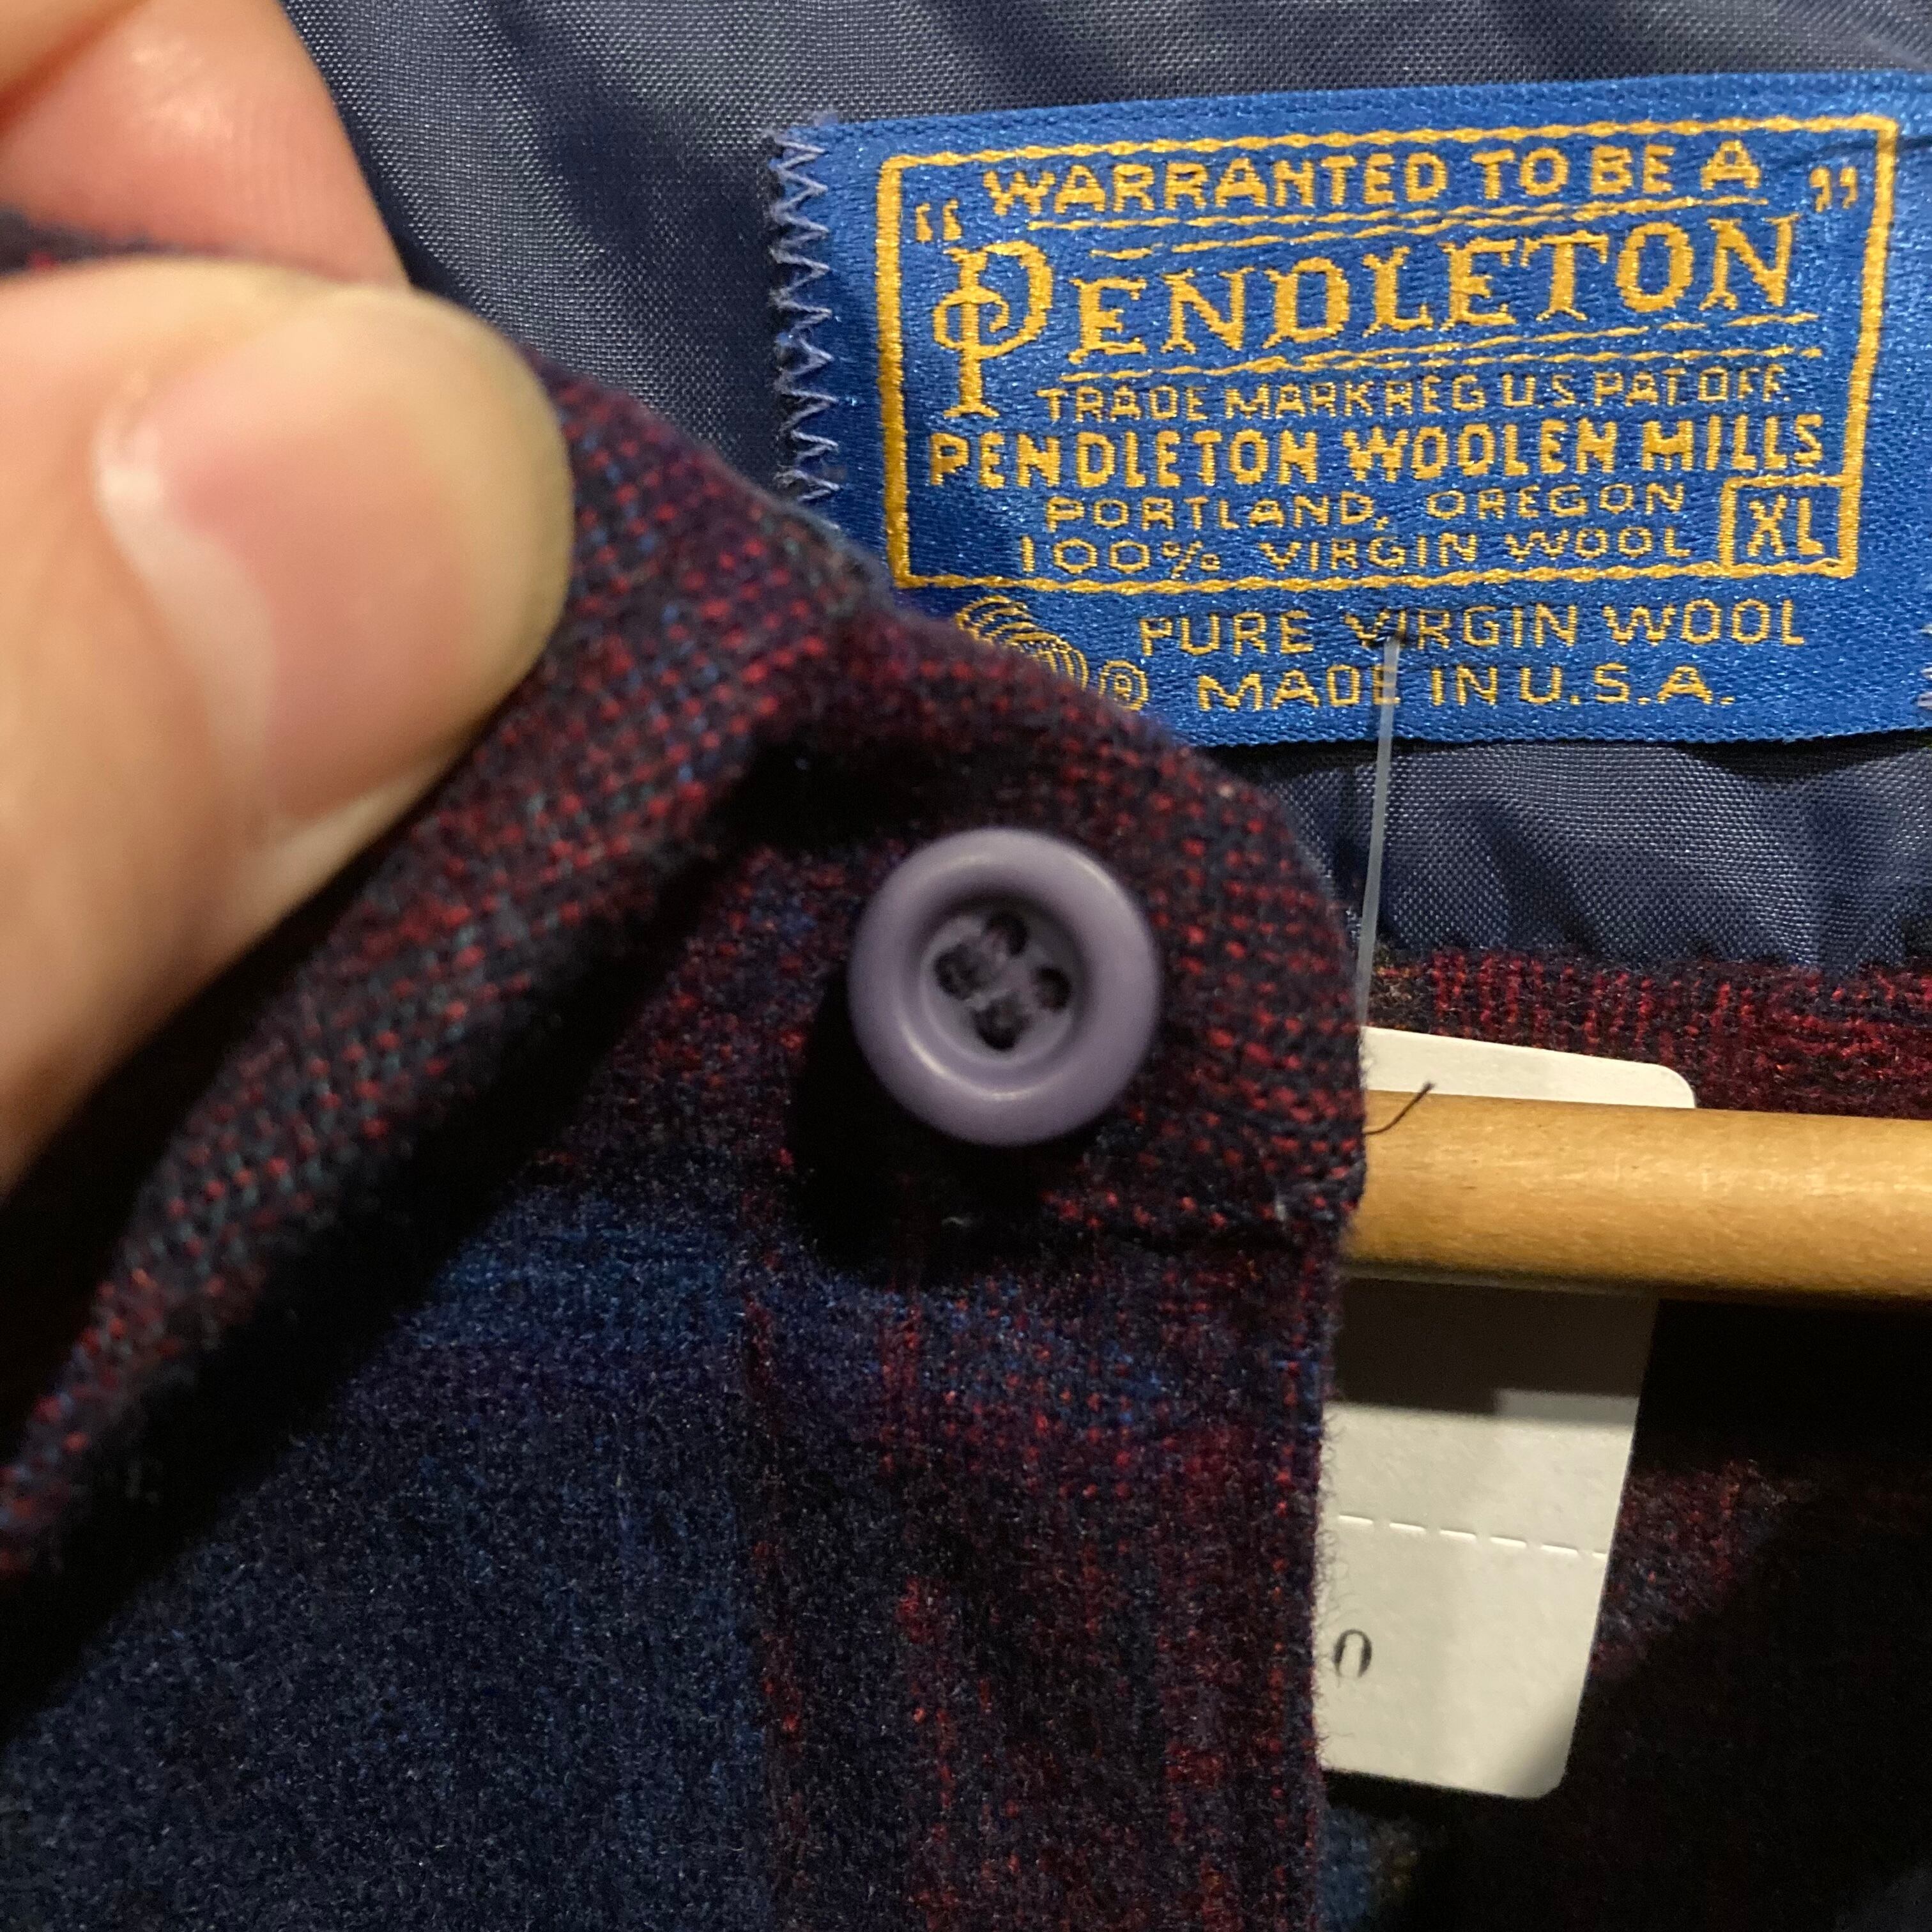 WARRANTED TO BE A
"PENDLETON"
TRADE MARK REG U.S. PAT. OFF.
PENDLETON WOOLEN MILLS
PORTLAND, OREGON
100% VIRGIN WOOL XL
PURE VIRGIN WOOL
® MADE IN U.S.A.
0